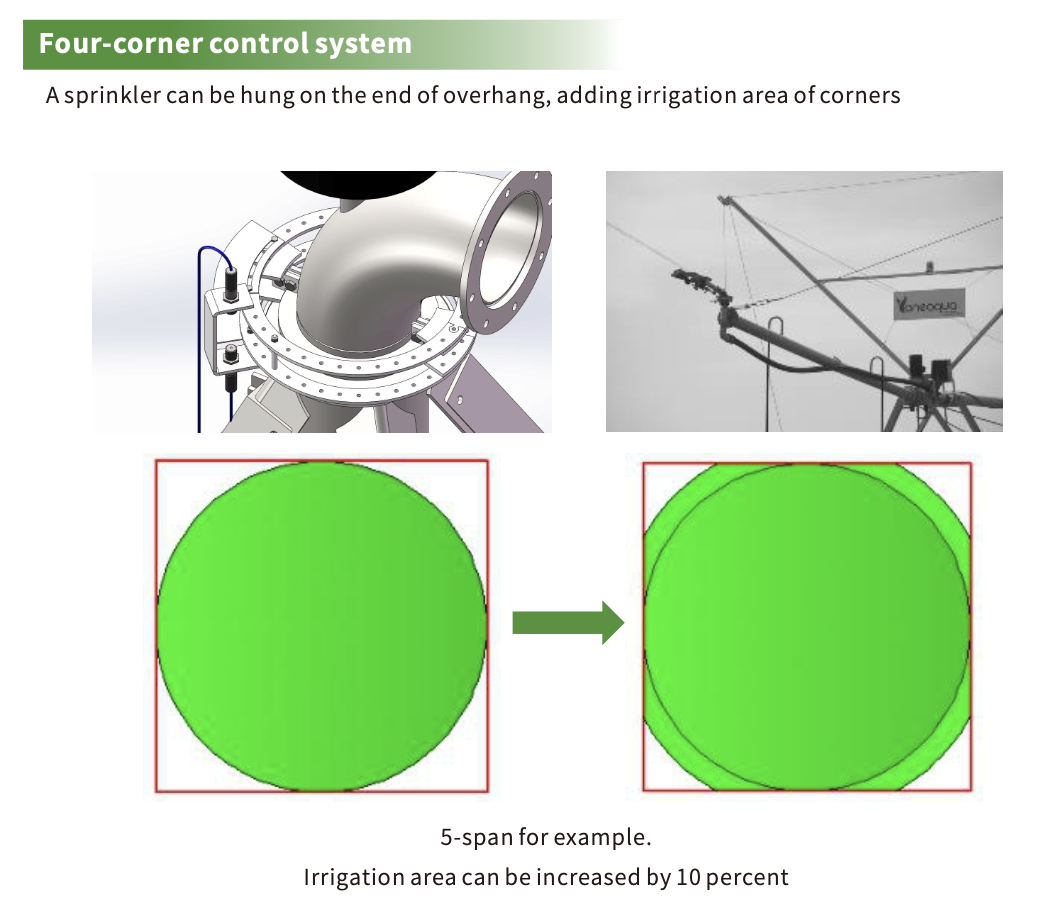 Four-corner control system
A sprinkler can be hung on the end of overhang, adding irrigation area of corners
5-span for example.
Irrigation area can be increased by 10 percent